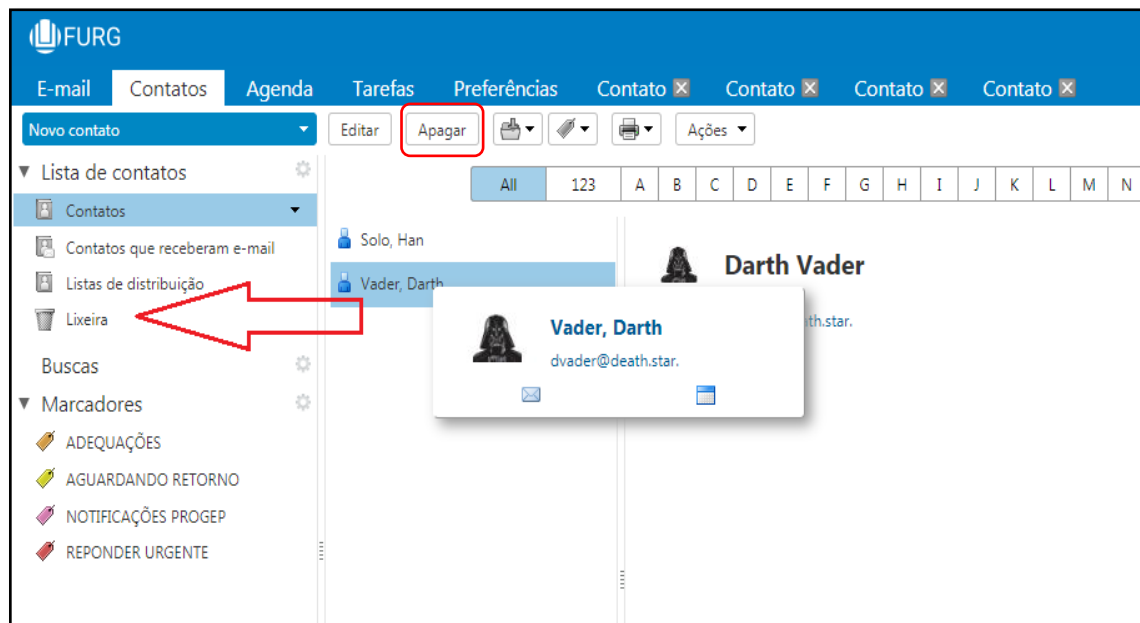 FURG
E-mail Contatos Agenda Tarefas Preferências Contato Contato Contato Contato
Novo contato Editar Apagar Ações
Lista de contatos
All 123 A B C D E F G H I J K L M N
Contatos
Contatos que receberam e-mail
Listas de distribuição
Lixeira
Buscas
Marcadores
ADEQUAÇÕES
AGUARDANDO RETORNO
NOTIFICAÇÕES PROGEP
REPONDER URGENTE
Solo, Han
Vader, Darth
Vader, Darth
dvader@death.star.
Darth Vader
th.star.